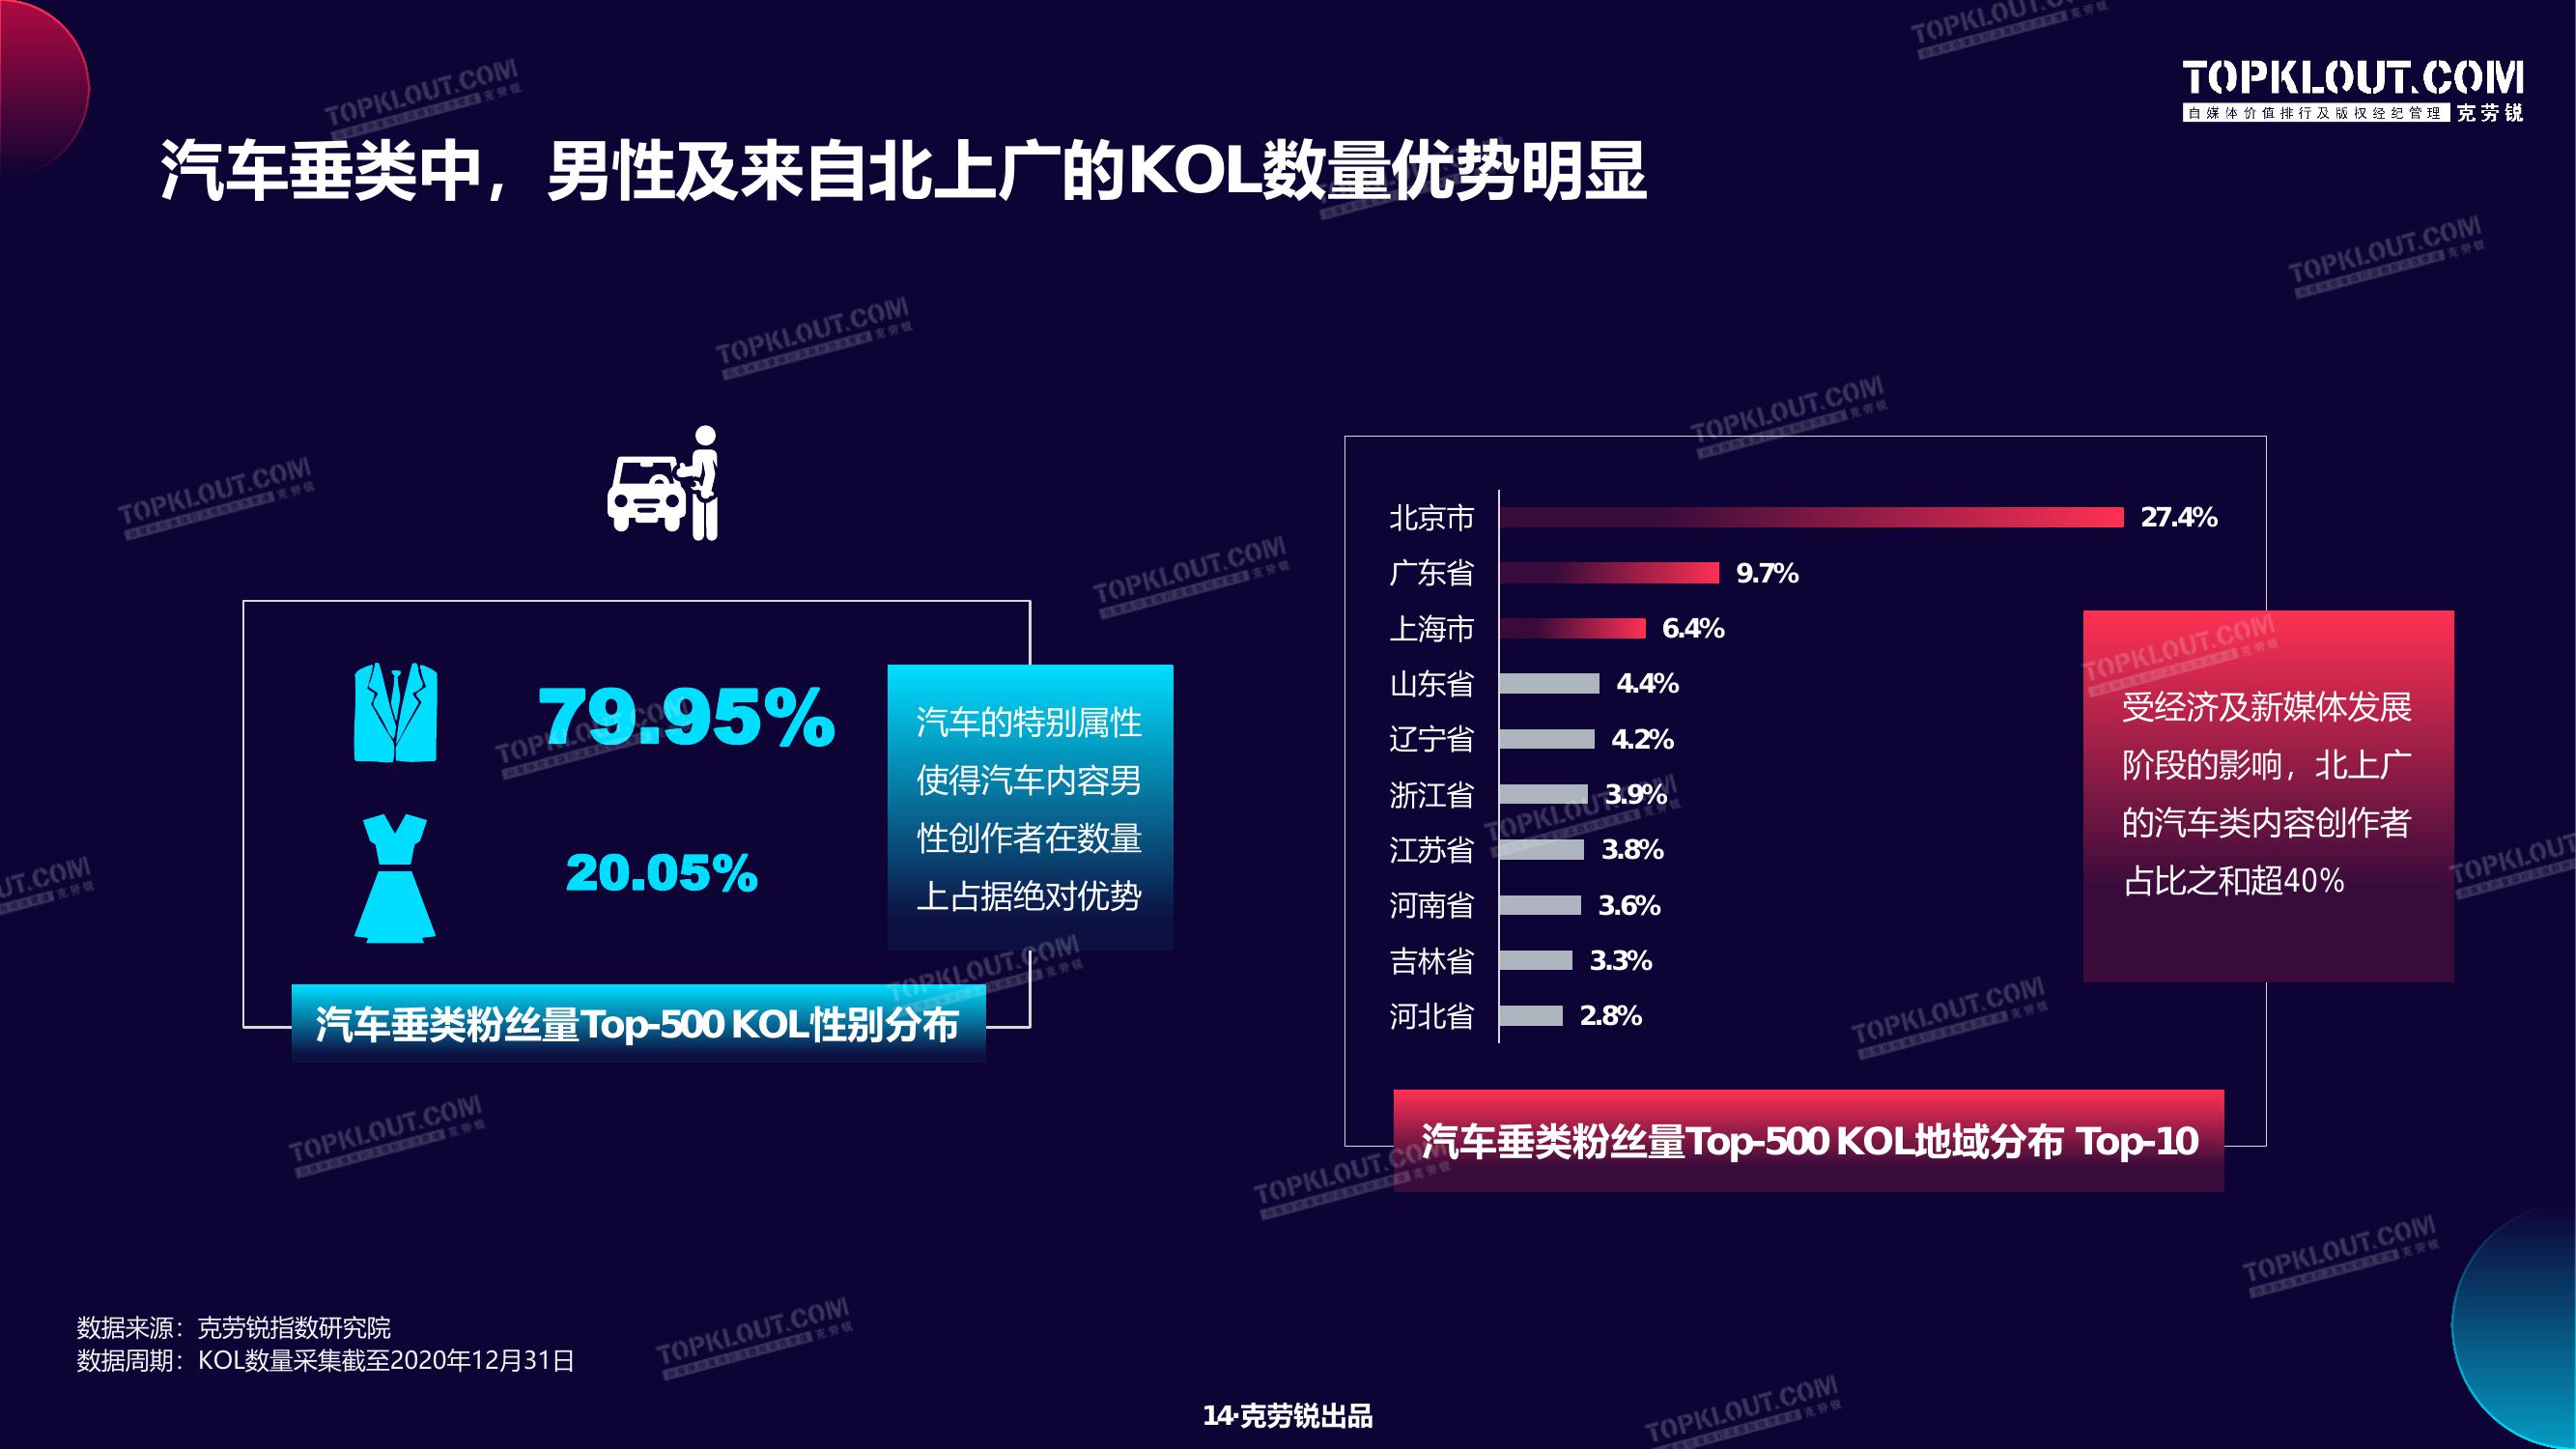 TOPKLOUT.COM
自媒体价值排行及版权经纪管理 克劳锐
汽车垂类中，男性及来自北上广的KOL数量优势明显
79.95%
20.05%
汽车的特别属性
使得汽车内容男
性创作者在数量
上占据绝对优势
汽车垂类粉丝量Top-500 KOL性别分布
北京市 27.4%
广东省 9.7%
上海市 6.4%
山东省 4.4%
辽宁省 4.2%
浙江省 3.9%
江苏省 3.8%
河南省 3.6%
吉林省 3.3%
河北省 2.8%
受经济及新媒体发展
阶段的影响，北上广
的汽车类内容创作者
占比之和超40%
汽车垂类粉丝量Top-500 KOL地域分布 Top-10
数据来源：克劳锐指数研究院
数据周期：KOL数量采集截至2020年12月31日
14·克劳锐出品